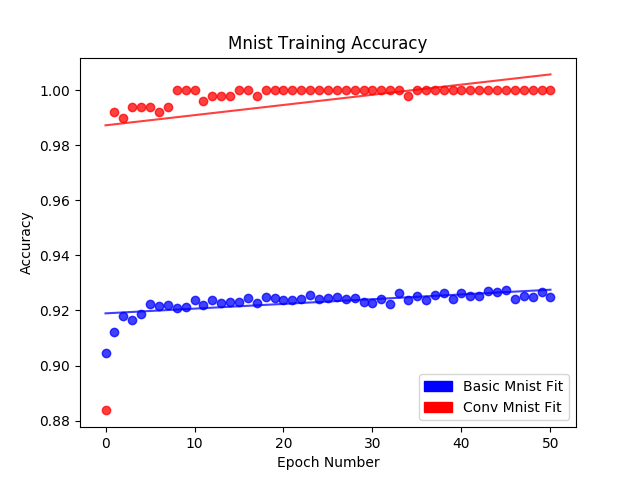 Mnist Training Accuracy
1.00
0.98
0.96
0.94
0.92
0.90
0.88
Accuracy
Basic Mnist Fit
Conv Mnist Fit
0 10 20 30 40 50
Epoch Number